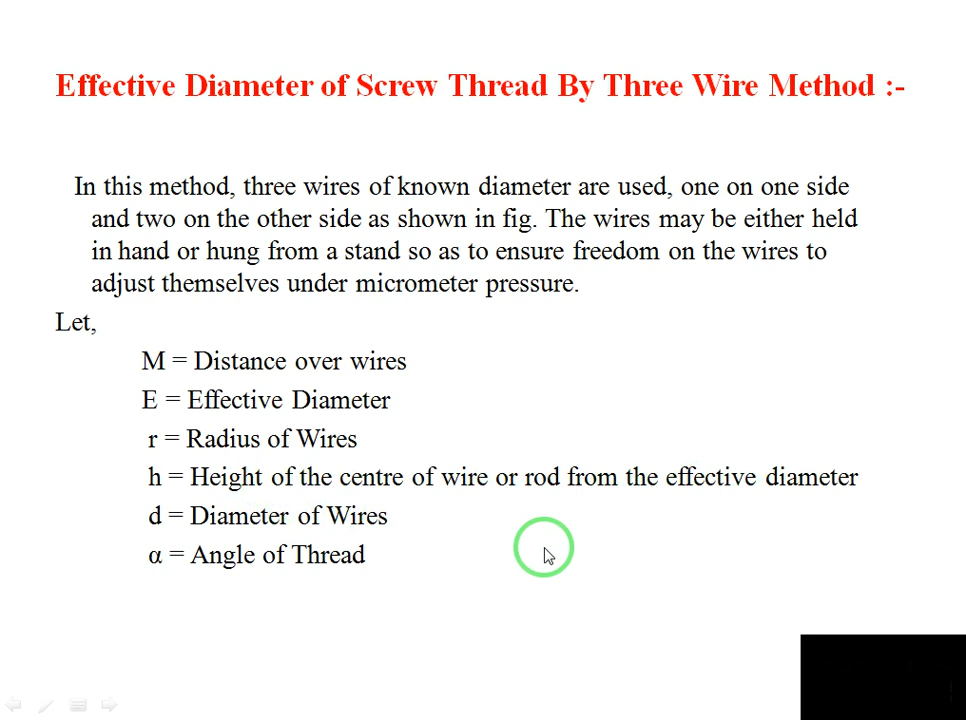 Effective Diameter of Screw Thread By Three Wire Method :-
In this method, three wires of known diameter are used, one on one side
and two on the other side as shown in fig. The wires may be either held
in hand or hung from a stand so as to ensure freedom on the wires to
adjust themselves under micrometer pressure.
Let,
M = Distance over wires
E = Effective Diameter
r = Radius of Wires
h = Height of the centre of wire or rod from the effective diameter
d = Diameter of Wires
α = Angle of Thread